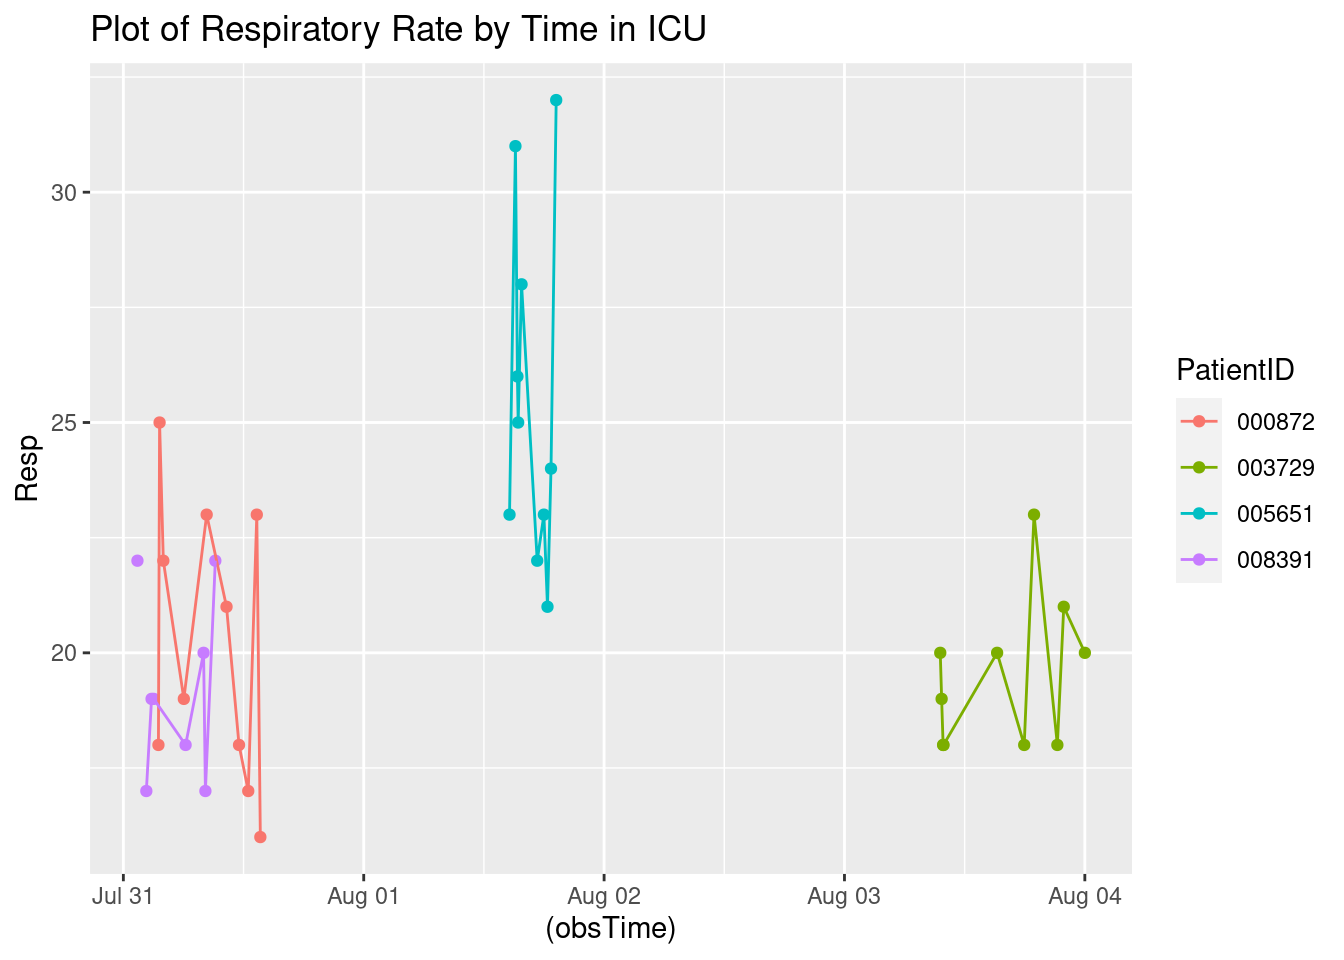 Plot of Respiratory Rate by Time in ICU
30
25
20
Resp
Jul 31 Aug 01 Aug 02 Aug 03 Aug 04
(obsTime)
PatientID
000872
003729
005651
008391